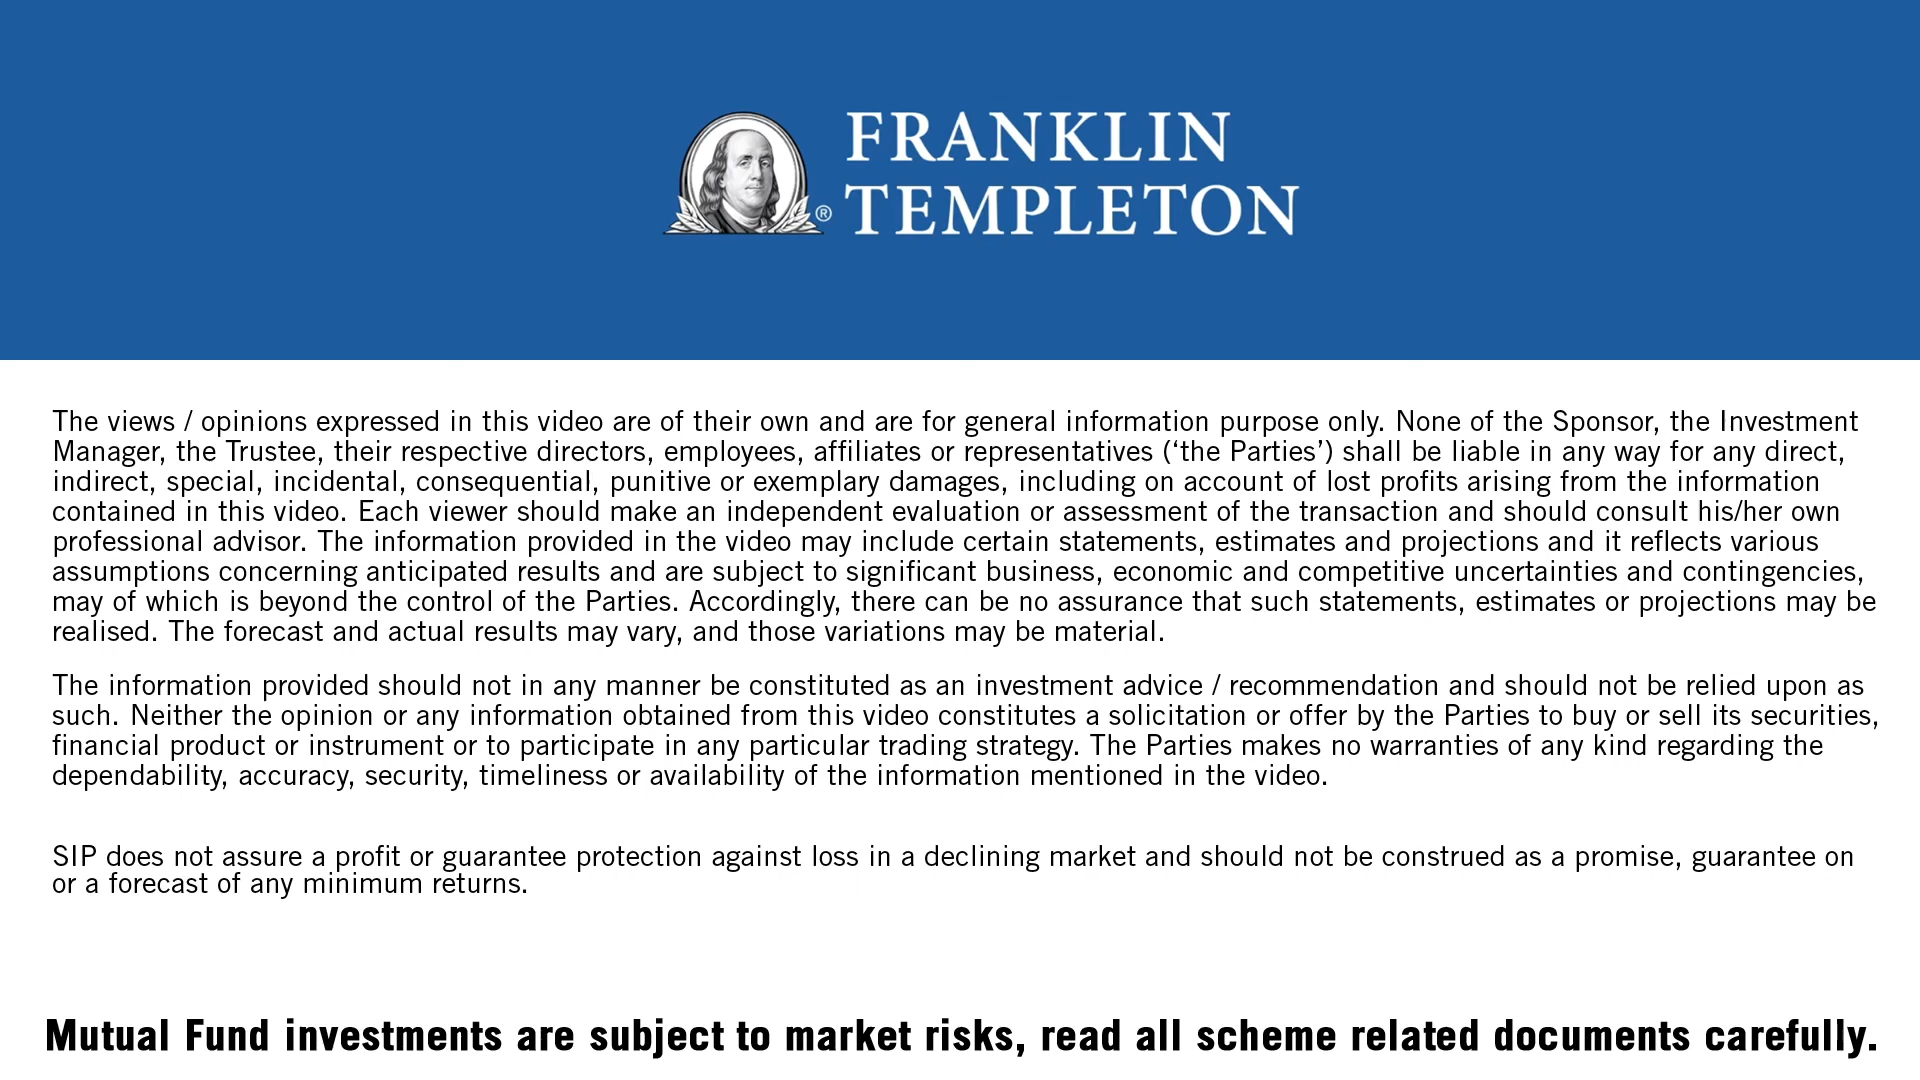 FRANKLIN
TEMPLETON
®
The views / opinions expressed in this video are of their own and are for general information purpose only. None of the Sponsor, the Investment
Manager, the Trustee, their respective directors, employees, affiliates or representatives (‘the Parties’) shall be liable in any way for any direct,
indirect, special, incidental, consequential, punitive or exemplary damages, including on account of lost profits arising from the information
contained in this video. Each viewer should make an independent evaluation or assessment of the transaction and should consult his/her own
professional advisor. The information provided in the video may include certain statements, estimates and projections and it reflects various
assumptions concerning anticipated results and are subject to significant business, economic and competitive uncertainties and contingencies,
may of which is beyond the control of the Parties. Accordingly, there can be no assurance that such statements, estimates or projections may be
realised. The forecast and actual results may vary, and those variations may be material.
The information provided should not in any manner be constituted as an investment advice / recommendation and should not be relied upon as
such. Neither the opinion or any information obtained from this video constitutes a solicitation or offer by the Parties to buy or sell its securities,
financial product or instrument or to participate in any particular trading strategy. The Parties makes no warranties of any kind regarding the
dependability, accuracy, security, timeliness or availability of the information mentioned in the video.
SIP does not assure a profit or guarantee protection against loss in a declining market and should not be construed as a promise, guarantee on
or a forecast of any minimum returns.
Mutual Fund investments are subject to market risks, read all scheme related documents carefully.